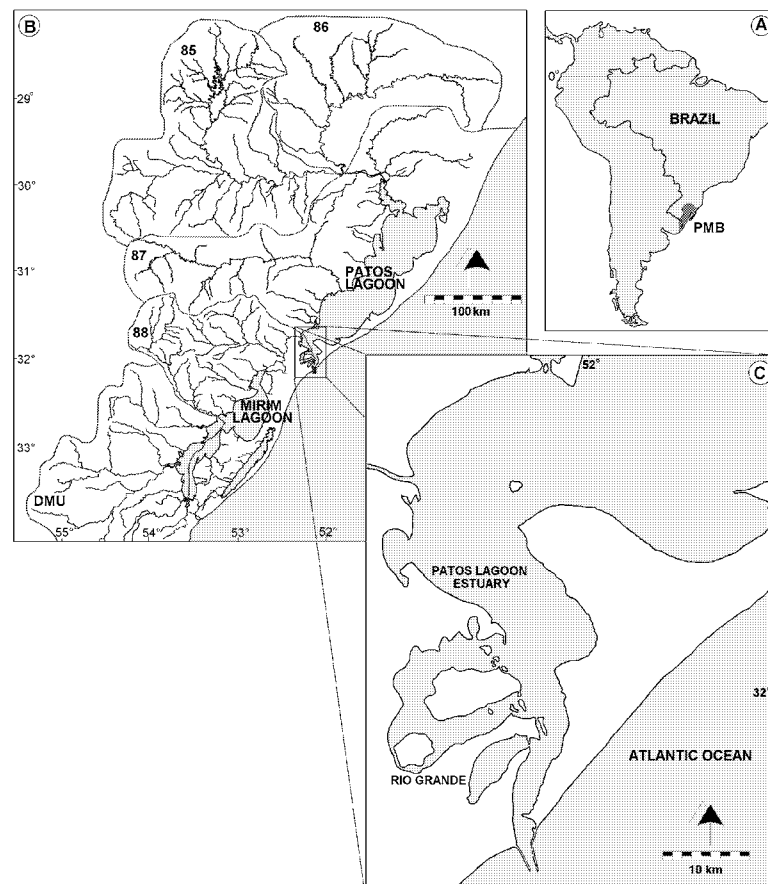 B
86
85
29°
30°
87
31°
PATOS
LAGOON
100 km
88
32°
MIRIM
LAGOON
33°
DMU
55°
54°
53°
52°
A
0°
BRAZIL
PMB
C
52°
PATOS LAGOON
ESTUARY
32°
ATLANTIC OCEAN
RIO GRANDE
10 km